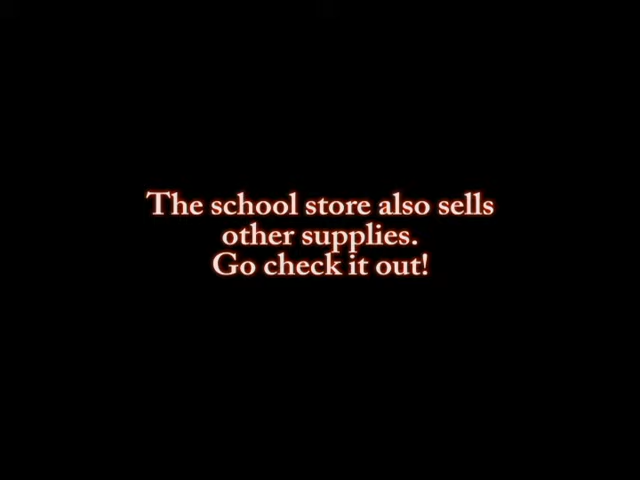 The school store also sells
other supplies.
Go check it out!